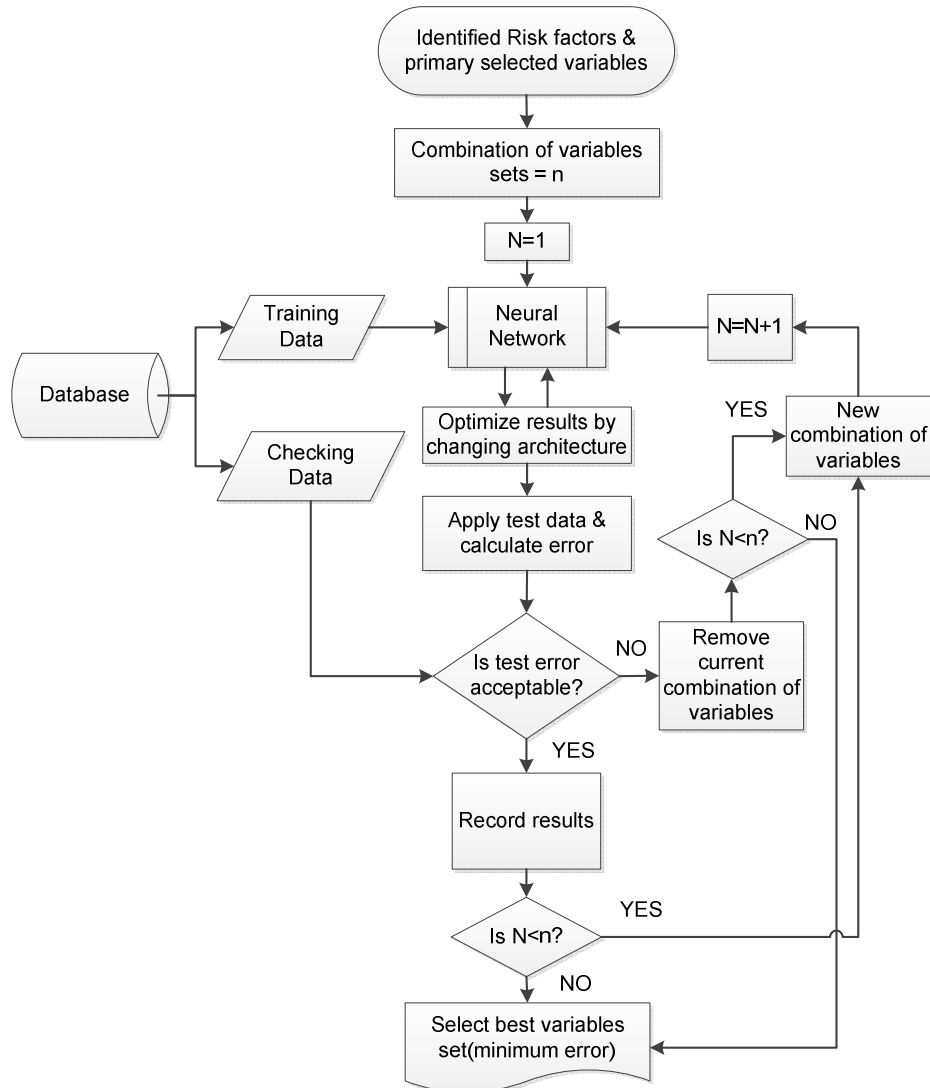 Identified Risk factors &
primary selected variables
Combination of variables
sets = n
N=1
Training
Data
Neural
Network
N=N+1
Database
YES
New
combination of
variables
Optimize results by
changing architecture
Checking
Data
Apply test data &
calculate error
Is N<n?
NO
Is test error
acceptable?
NO
Remove
current
combination of
variables
YES
Record results
Is N<n?
YES
NO
Select best variables
set(minimum error)